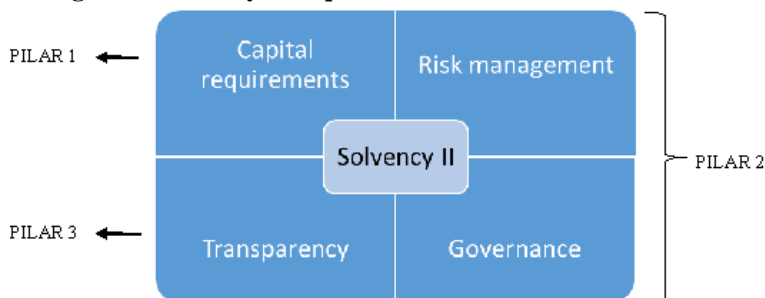 PILAR 1
Capital
requirements
Risk management
Solvency II
PILAR 2
PILAR 3
Transparency
Governance